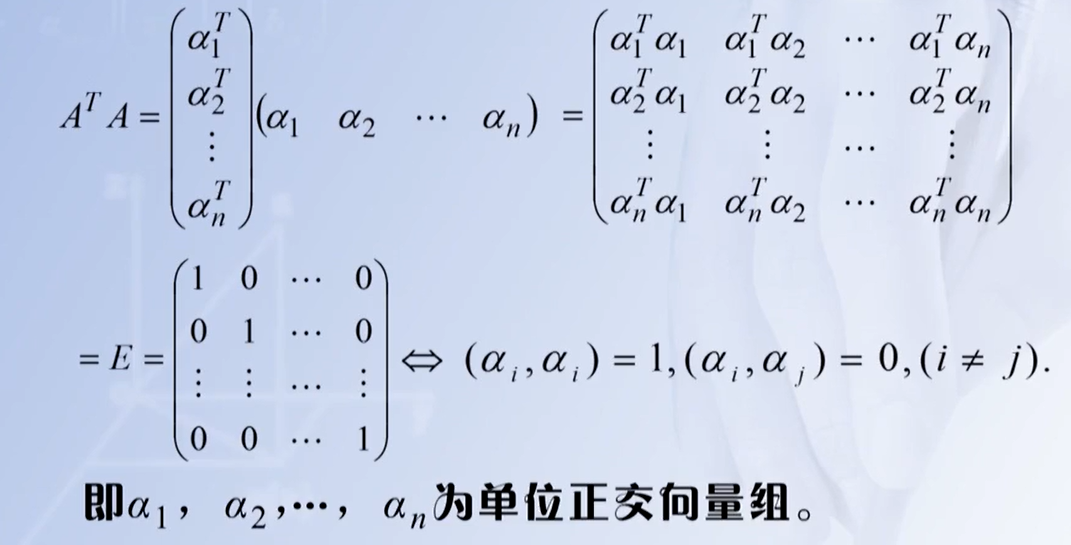 $A^T A = \begin{pmatrix} \alpha_1^T \\ \alpha_2^T \\ \vdots \\ \alpha_n^T \end{pmatrix} \begin{pmatrix} \alpha_1 & \alpha_2 & \cdots & \alpha_n \end{pmatrix} = \begin{pmatrix} \alpha_1^T \alpha_1 & \alpha_1^T \alpha_2 & \cdots & \alpha_1^T \alpha_n \\ \alpha_2^T \alpha_1 & \alpha_2^T \alpha_2 & \cdots & \alpha_2^T \alpha_n \\ \vdots & \vdots & \cdots & \vdots \\ \alpha_n^T \alpha_1 & \alpha_n^T \alpha_2 & \cdots & \alpha_n^T \alpha_n \end{pmatrix}$
$= E = \begin{pmatrix} 1 & 0 & \cdots & 0 \\ 0 & 1 & \cdots & 0 \\ \vdots & \vdots & \cdots & \vdots \\ 0 & 0 & \cdots & 1 \end{pmatrix} \Leftrightarrow (\alpha_i, \alpha_i) = 1, (\alpha_i, \alpha_j) = 0, (i \neq j).$
即$\alpha_1$, $\alpha_2$,⋯, $\alpha_n$为单位正交向量组。